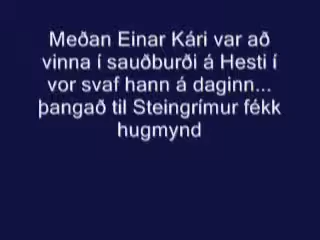 Meðan Einar Kári var að
vinna í sauðburði á Hesti í
vor svaf hann á daginn...
þangað til Steingrímur fékk
hugmynd